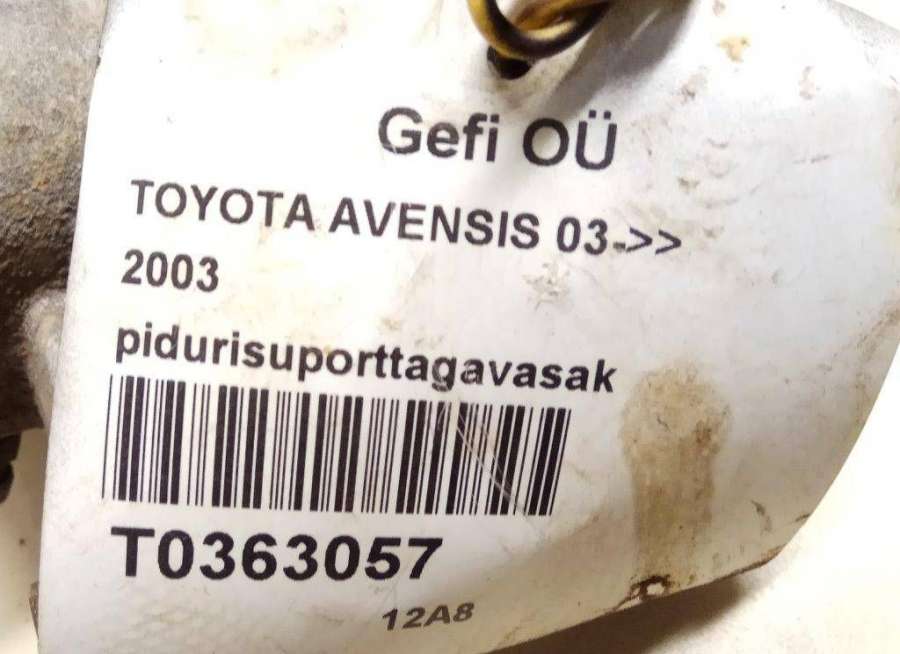 Gefi OÜ
TOYOTA AVENSIS 03->>
2003
pidurisuporttagavasak
T0363057
12A8